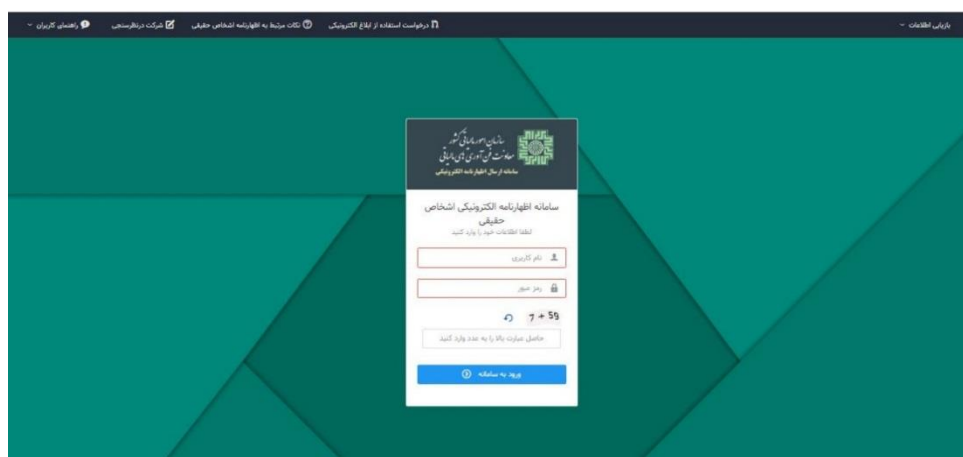 بازیابی اطلاعات
درخواست استفاده از ابلاغ الکترونیکی
نکات مرتبط به اظهارنامه اشخاص حقیقی
شرکت درنظرسنجی
راهنمای کاربران
سازمان امور مالیاتی کشور
معاونت فن آوری های مالیاتی
سامانه ارسال اظهارنامه الکترونیکی
سامانه اظهارنامه الکترونیکی اشخاص
حقیقی
لطفا اطلاعات خود را وارد کنید
نام کاربری
رمز عبور
7 + 59
حاصل عبارت بالا را به عدد وارد کنید
ورود به سامانه